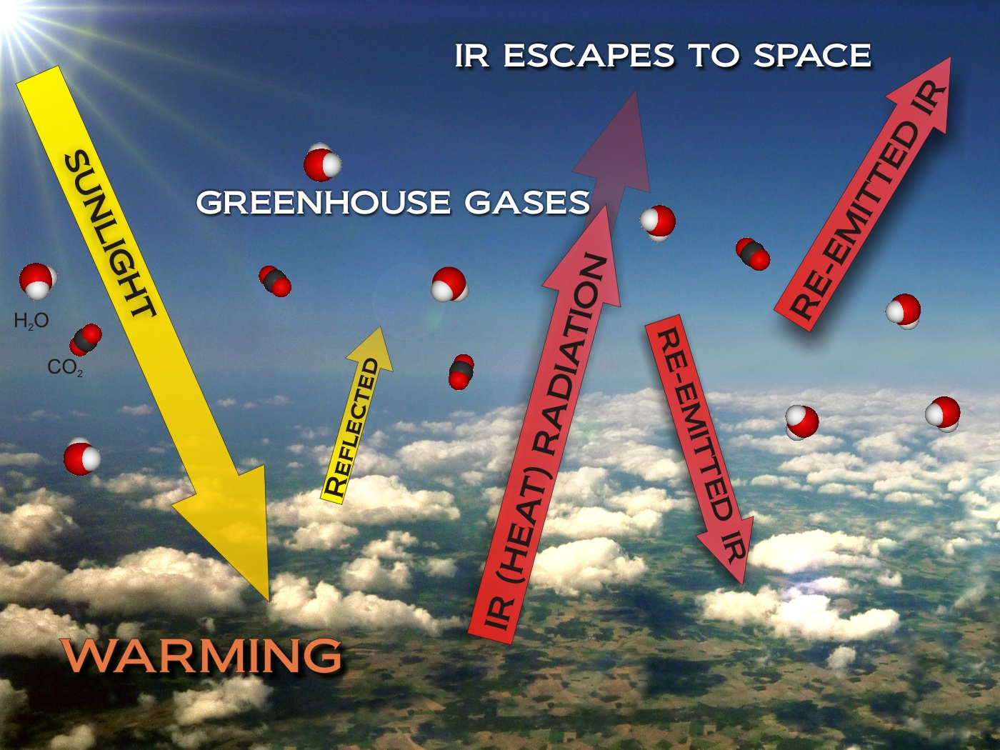 IR ESCAPES TO SPACE
RE-EMITTED IR
SUNLIGHT
GREENHOUSE GASES
H₂O
CO₂
REFLECTED
IR (HEAT) RADIATION
RE-EMITTED IR
WARMING